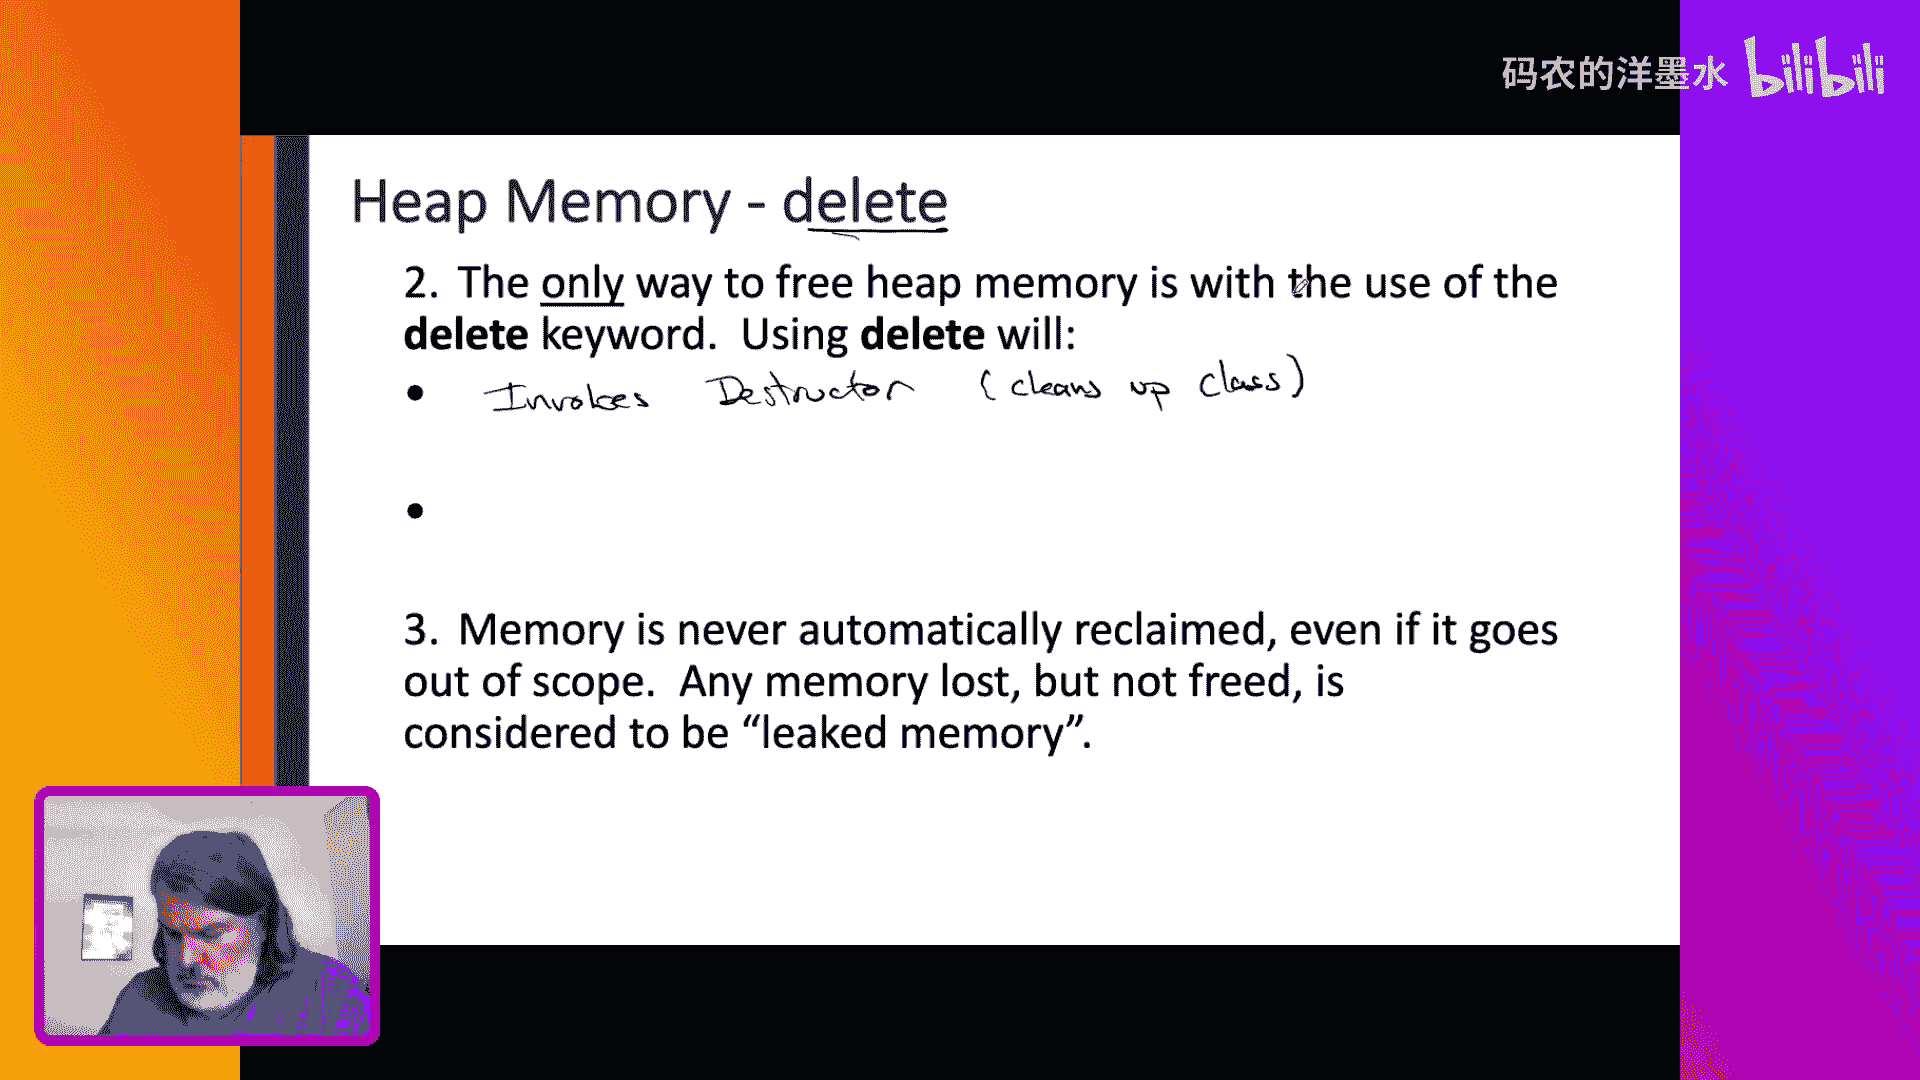 码农的洋墨水 bilibili
Heap Memory - delete
2. The only way to free heap memory is with the use of the
delete keyword. Using delete will:
• Invokes Destructor (cleans up class)
•
3. Memory is never automatically reclaimed, even if it goes
out of scope. Any memory lost, but not freed, is
considered to be “leaked memory”.